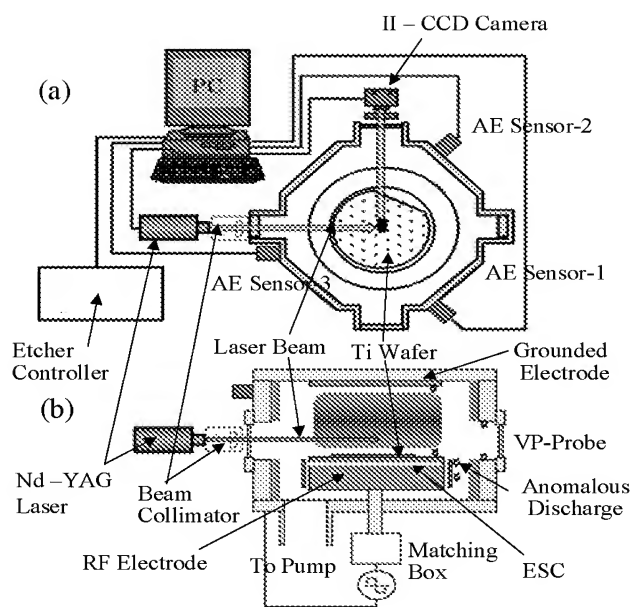 II – CCD Camera
(a)
PC
AE Sensor-2
AE Sensor-1
AE Sensor-3
Etcher
Controller
Laser Beam
Ti Wafer
Grounded
Electrode
(b)
VP-Probe
Nd –YAG
Laser
Beam
Collimator
Anomalous
Discharge
RF Electrode
To Pump
Matching
Box
ESC